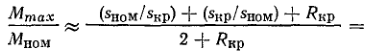 M_max / M_ном ≈ (s_ном/s_кр) + (s_кр/s_ном) + R_кр / 2 + R_кр =